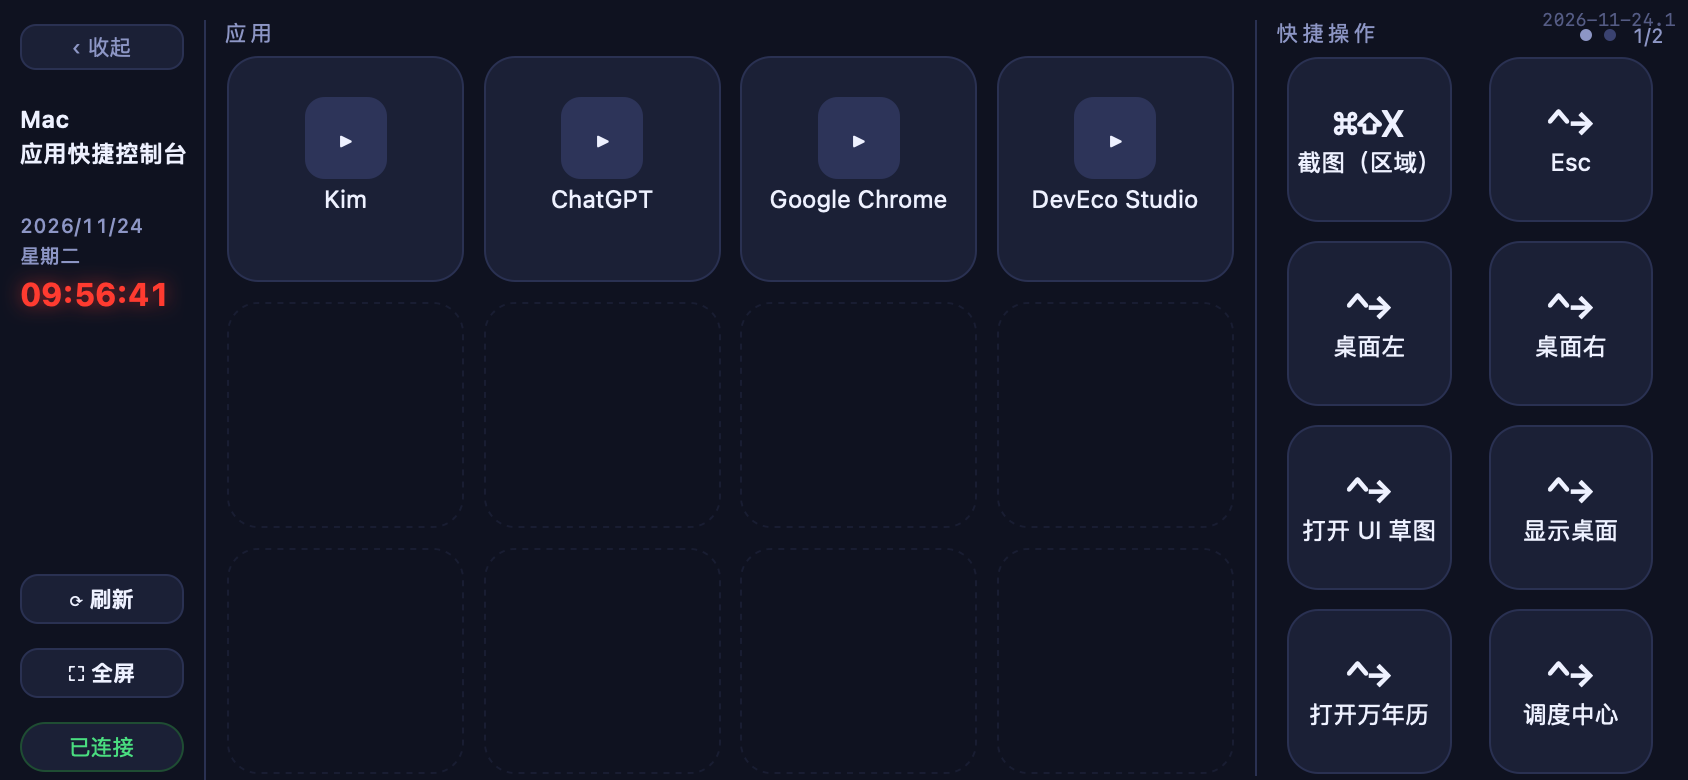 ‹ 收起
Mac
应用快捷控制台
2026/11/24
星期二
09:56:41
⟳ 刷新
⛶ 全屏
已连接
应用
▶
Kim
▶
ChatGPT
▶
Google Chrome
▶
DevEco Studio
快捷操作
2026-11-24.1
1/2
⌘⇧X
截图（区域）
^→
Esc
^→
桌面左
^→
桌面右
^→
打开 UI 草图
^→
显示桌面
^→
打开万年历
^→
调度中心